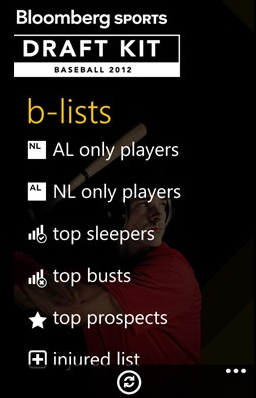 Bloomberg SPORTS
DRAFT KIT
BASEBALL 2012
b-lists
NL AL only players
AL NL only players
top sleepers
top busts
top prospects
injured list